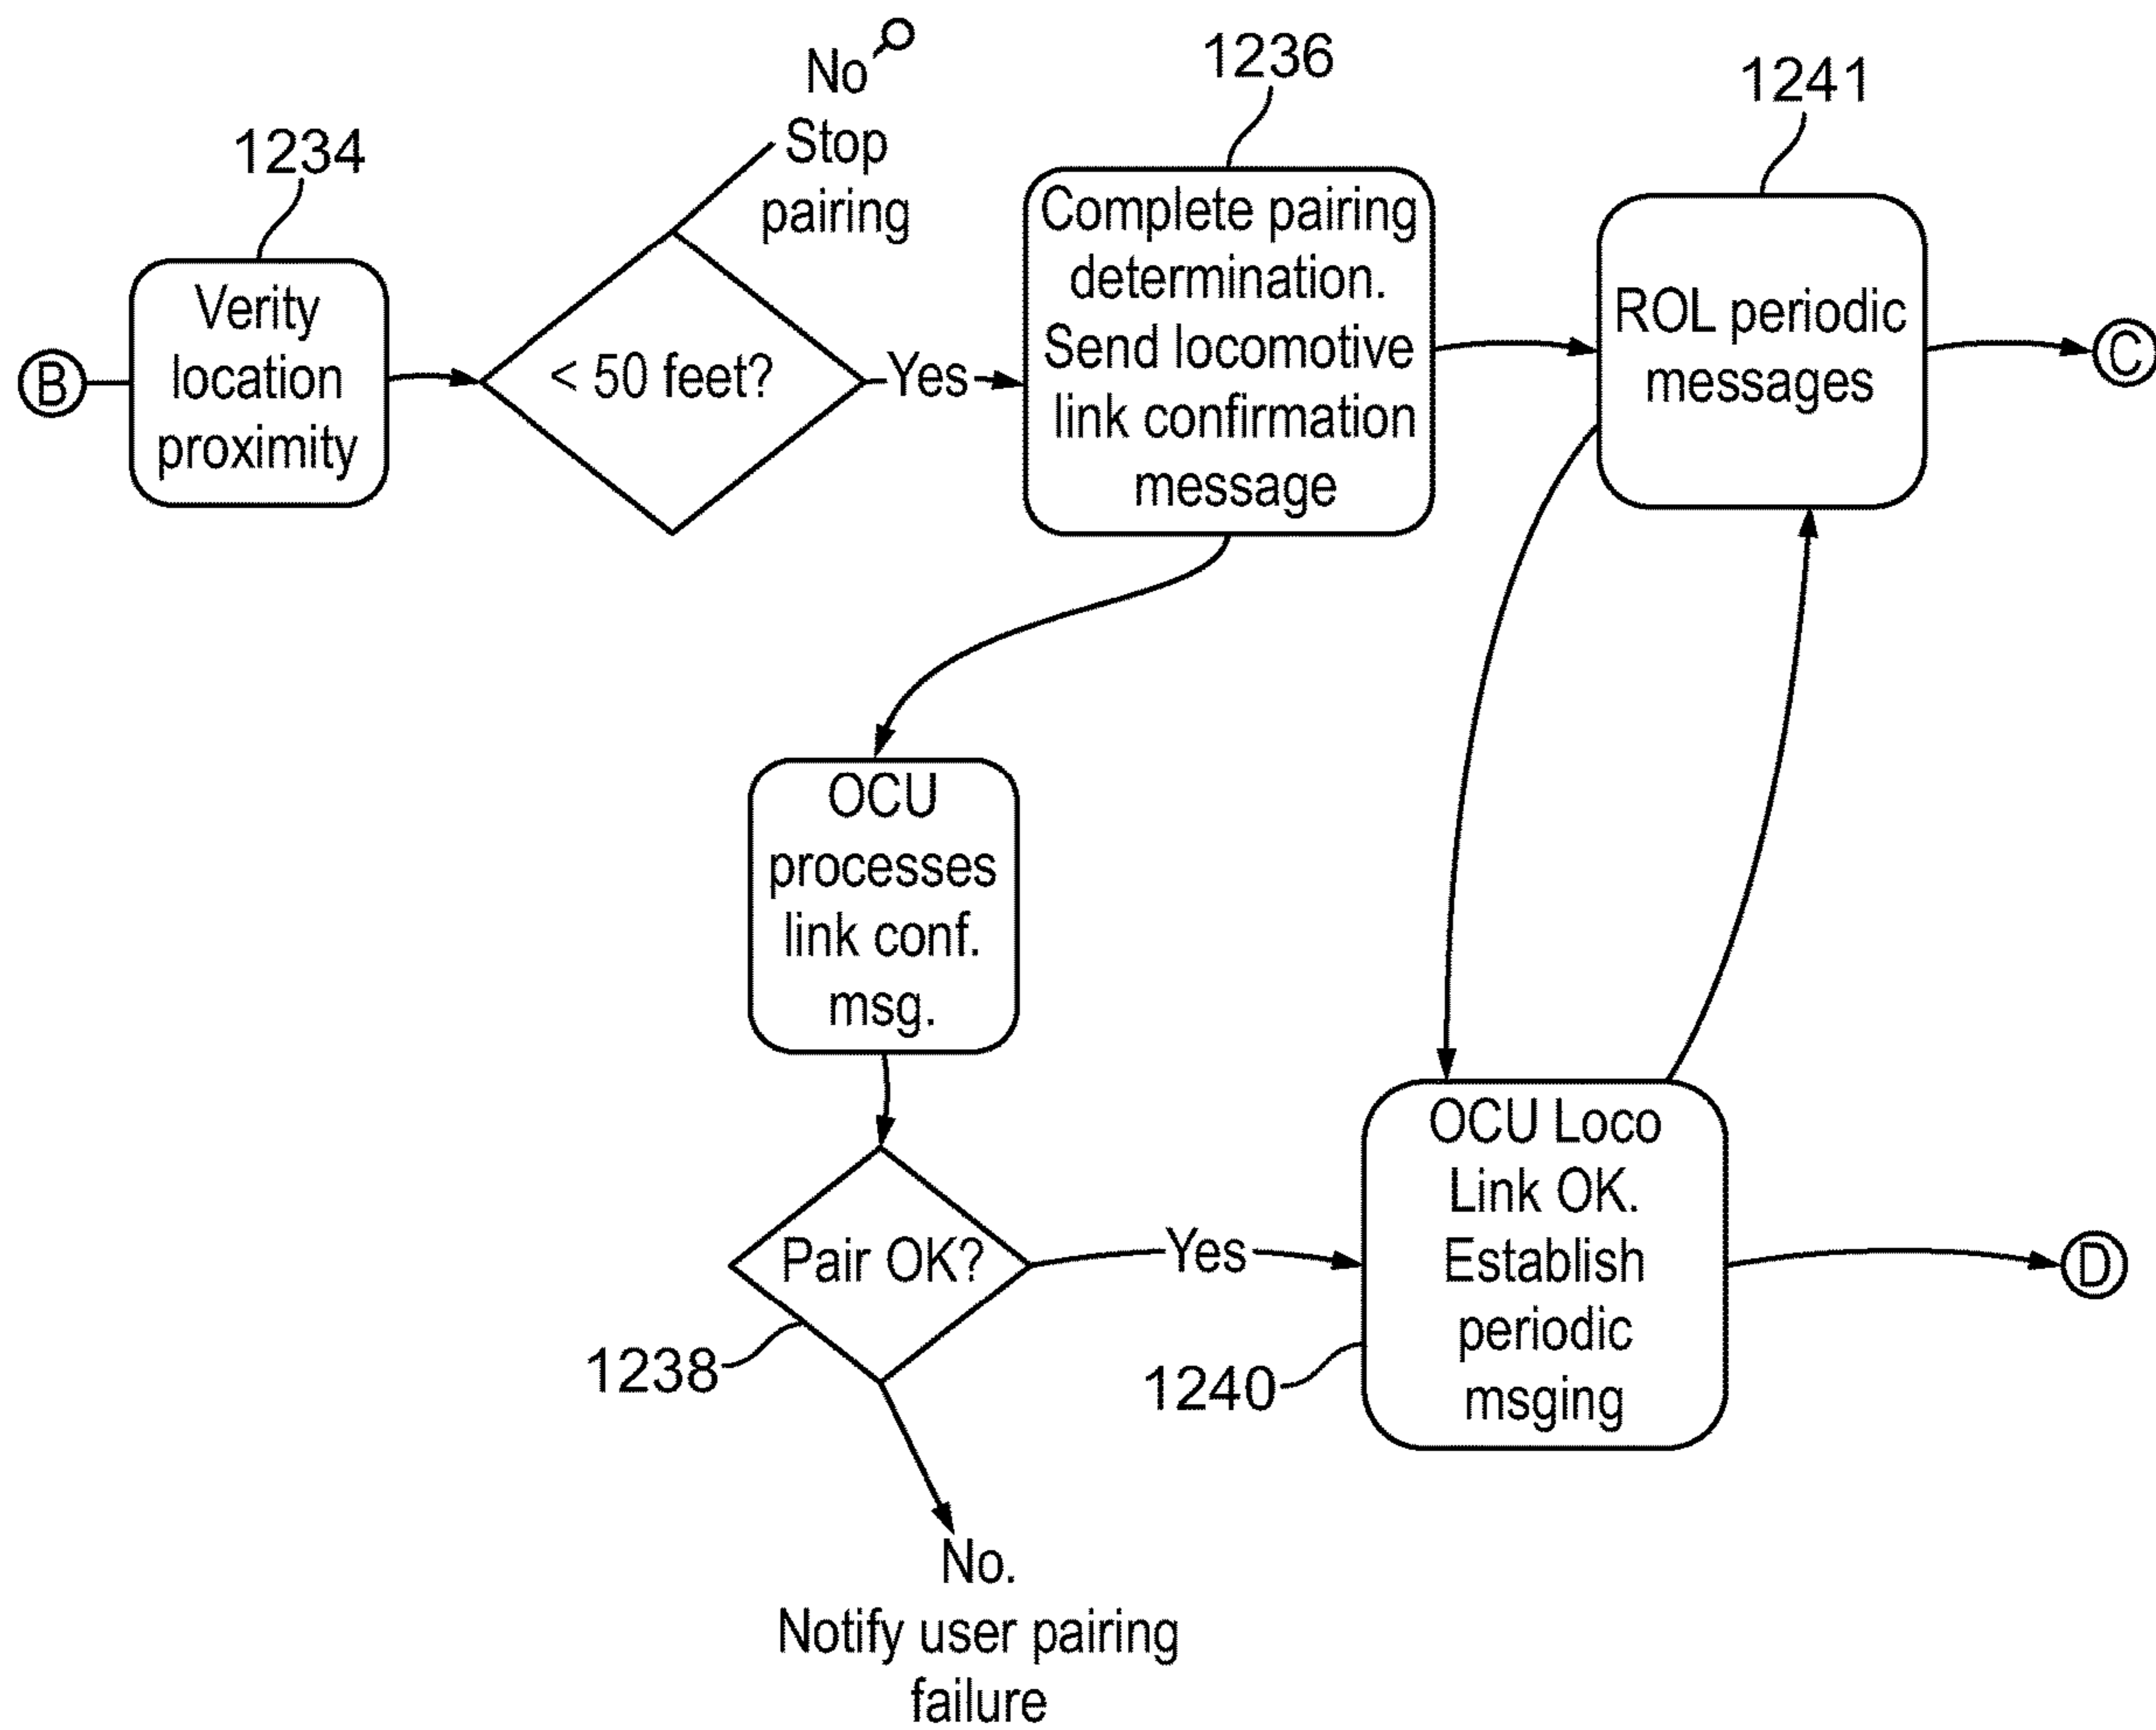 1234
B
Verity
location
proximity
< 50 feet?
No
Stop
pairing
Yes
1236
Complete pairing
determination.
Send locomotive
link confirmation
message
1241
ROL periodic
messages
C
OCU
processes
link conf.
msg.
Pair OK?
1238
Yes
No.
Notify user pairing
failure
1240
OCU Loco
Link OK.
Establish
periodic
msging
D